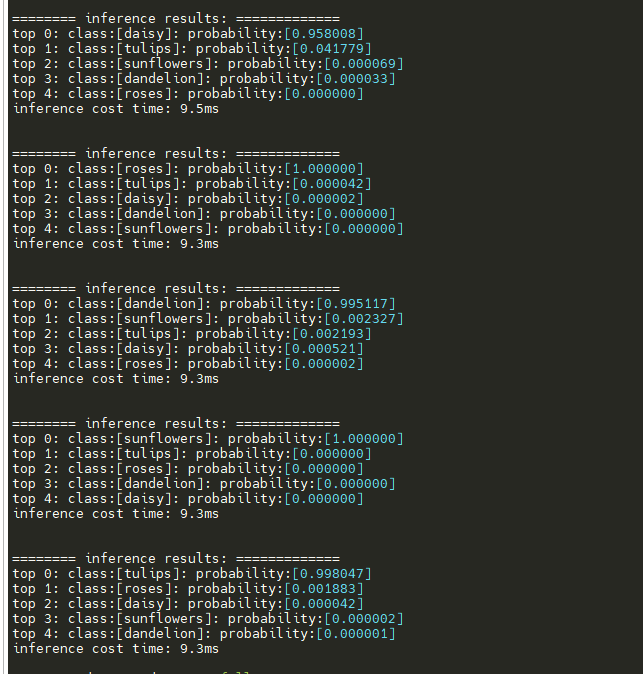 ======== inference results: =============
top 0: class:[daisy]: probability:[0.958008]
top 1: class:[tulips]: probability:[0.041779]
top 2: class:[sunflowers]: probability:[0.000069]
top 3: class:[dandelion]: probability:[0.000033]
top 4: class:[roses]: probability:[0.000000]
inference cost time: 9.5ms
======== inference results: =============
top 0: class:[roses]: probability:[1.000000]
top 1: class:[tulips]: probability:[0.000042]
top 2: class:[daisy]: probability:[0.000002]
top 3: class:[dandelion]: probability:[0.000000]
top 4: class:[sunflowers]: probability:[0.000000]
inference cost time: 9.3ms
======== inference results: =============
top 0: class:[dandelion]: probability:[0.995117]
top 1: class:[sunflowers]: probability:[0.002327]
top 2: class:[tulips]: probability:[0.002193]
top 3: class:[daisy]: probability:[0.000521]
top 4: class:[roses]: probability:[0.000002]
inference cost time: 9.3ms
======== inference results: =============
top 0: class:[sunflowers]: probability:[1.000000]
top 1: class:[tulips]: probability:[0.000000]
top 2: class:[roses]: probability:[0.000000]
top 3: class:[dandelion]: probability:[0.000000]
top 4: class:[daisy]: probability:[0.000000]
inference cost time: 9.3ms
======== inference results: =============
top 0: class:[tulips]: probability:[0.998047]
top 1: class:[roses]: probability:[0.001883]
top 2: class:[daisy]: probability:[0.000042]
top 3: class:[sunflowers]: probability:[0.000002]
top 4: class:[dandelion]: probability:[0.000001]
inference cost time: 9.3ms